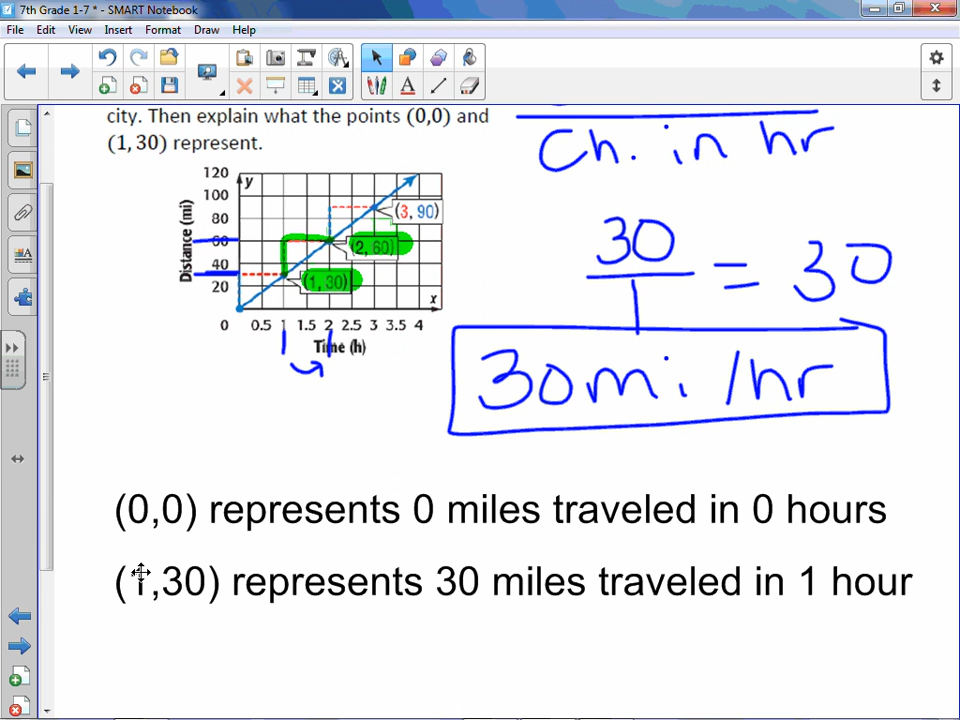 7th Grade 1-7 * - SMART Notebook
File Edit View Insert Format Draw Help
city. Then explain what the points (0,0) and
(1, 30) represent.
Ch. in hr
120
100
80
60
40
20
0 0.5 1 1.5 2 2.5 3 3.5 4
y
x
Distance (mi)
Time (h)
(3, 90)
(2, 60)
(1, 30)
30
1
= 30
30 mi/hr
(0,0) represents 0 miles traveled in 0 hours
(1,30) represents 30 miles traveled in 1 hour